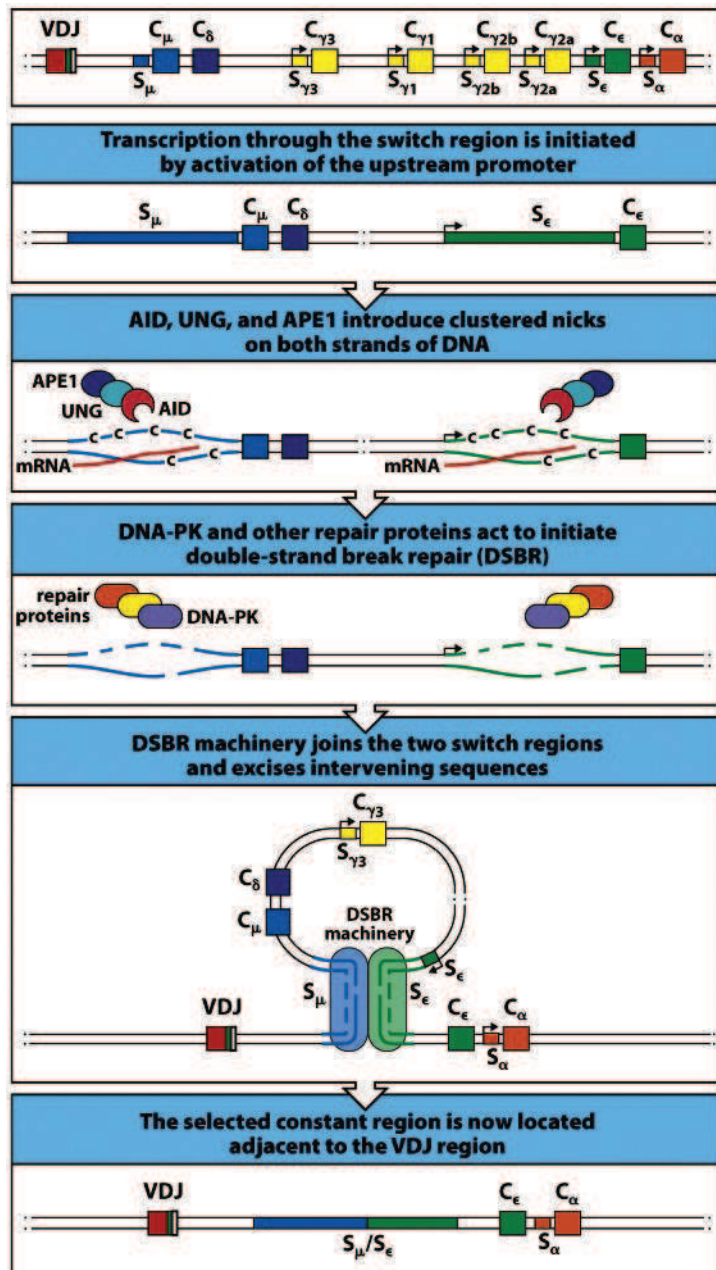 VDJ Cμ Cδ Cγ3 Cγ1 Cγ2b Cγ2a Cϵ Cα
Sμ Sγ3 Sγ1 Sγ2b Sγ2a Sϵ Sα
Transcription through the switch region is initiated
by activation of the upstream promoter
Sμ Cμ Cδ Sϵ Cϵ
AID, UNG, and APE1 introduce clustered nicks
on both strands of DNA
APE1
UNG AID
c c c c c c c c
mRNA c c mRNA c c
DNA-PK and other repair proteins act to initiate
double-strand break repair (DSBR)
repair
proteins DNA-PK
DSBR machinery joins the two switch regions
and excises intervening sequences
Cγ3
Sγ3
Cδ
Cμ DSBR
machinery
Sϵ
Sμ Sϵ
VDJ Cϵ Cα
Sα
The selected constant region is now located
adjacent to the VDJ region
VDJ Cϵ Cα
Sμ/Sϵ Sα